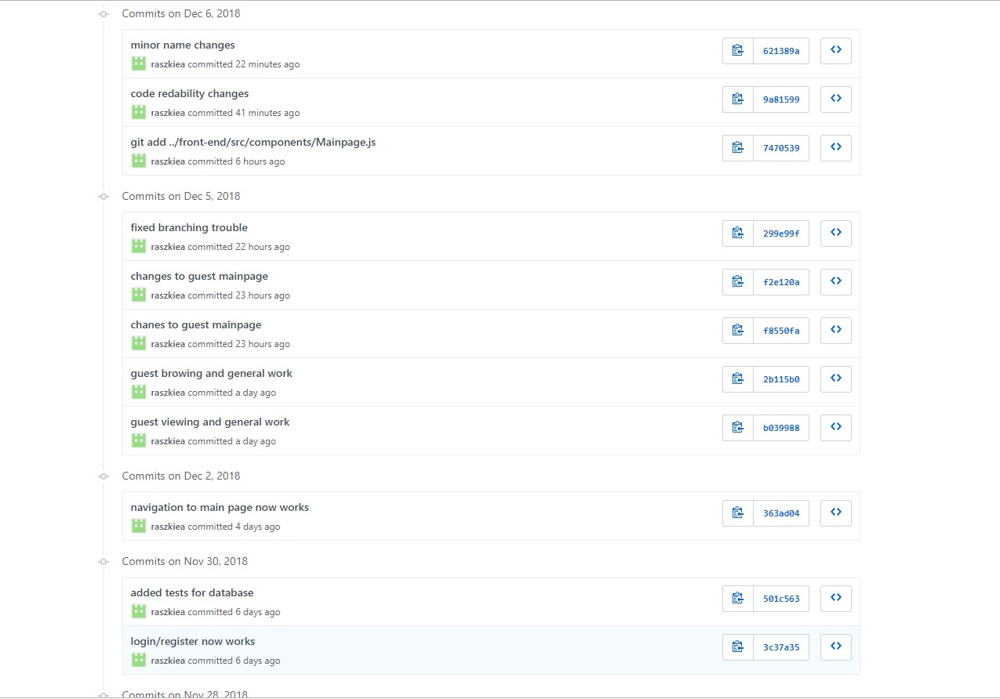 Commits on Dec 6, 2018
minor name changes
raszkiea committed 22 minutes ago
621389a
code redability changes
raszkiea committed 41 minutes ago
9a81599
git add ../front-end/src/components/Mainpage.js
raszkiea committed 6 hours ago
7470539
Commits on Dec 5, 2018
fixed branching trouble
raszkiea committed 22 hours ago
299e99f
changes to guest mainpage
raszkiea committed 23 hours ago
f2e120a
chanes to guest mainpage
raszkiea committed 23 hours ago
f8550fa
guest browing and general work
raszkiea committed a day ago
2b115b0
guest viewing and general work
raszkiea committed a day ago
b039988
Commits on Dec 2, 2018
navigation to main page now works
raszkiea committed 4 days ago
363ad04
Commits on Nov 30, 2018
added tests for database
raszkiea committed 6 days ago
501c563
login/register now works
raszkiea committed 6 days ago
3c37a35
Commits on Nov 28, 2018